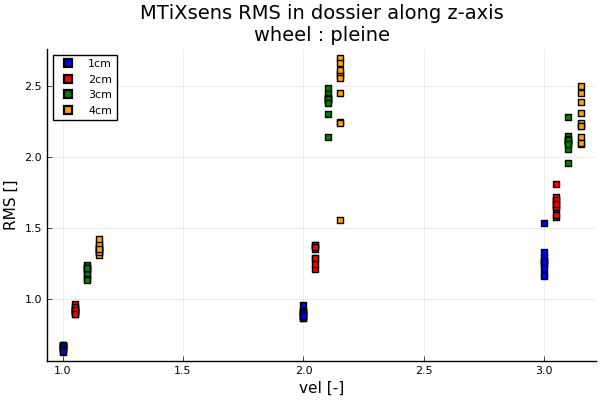 MTiXsens RMS in dossier along z-axis
wheel : pleine
1cm
2cm
3cm
4cm
RMS []
2.5
2.0
1.5
1.0
1.0 1.5 2.0 2.5 3.0
vel [-]